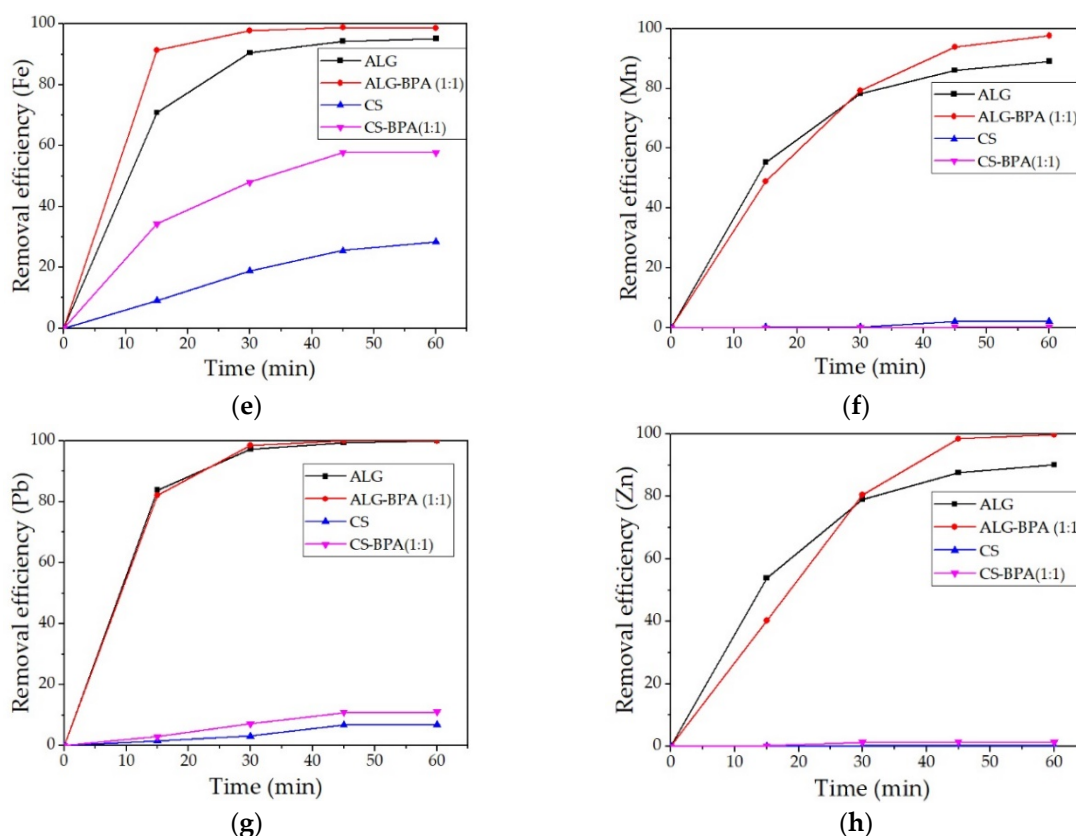 100
80
60
40
20
0
Removal efficiency (Fe)
ALG
ALG-BPA (1:1)
CS
CS-BPA(1:1)
0 10 20 30 40 50 60
Time (min)
(e)
100
80
60
40
20
0
Removal efficiency (Mn)
ALG
ALG-BPA (1:1)
CS
CS-BPA(1:1)
0 10 20 30 40 50 60
Time (min)
(f)
100
80
60
40
20
0
Removal efficiency (Pb)
ALG
ALG-BPA (1:1)
CS
CS-BPA(1:1)
0 10 20 30 40 50 60
Time (min)
(g)
100
80
60
40
20
0
Removal efficiency (Zn)
ALG
ALG-BPA (1:1
CS
CS-BPA(1:1)
0 10 20 30 40 50 60
Time (min)
(h)